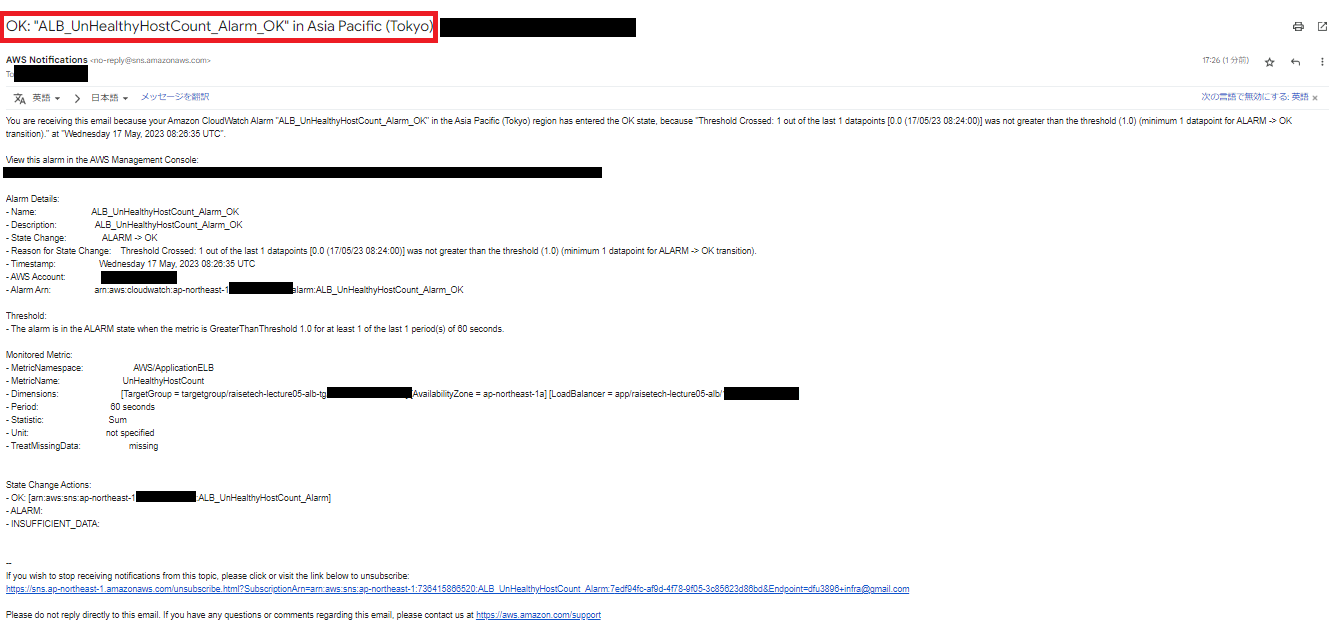 OK: "ALB_UnHealthyHostCount_Alarm_OK" in Asia Pacific (Tokyo)
AWS Notifications <no-reply@sns.amazonaws.com>
17:26 (1 分前)
To
英語 日本語 メッセージを翻訳
次の言語で無効にする: 英語 ×
You are receiving this email because your Amazon CloudWatch Alarm "ALB_UnHealthyHostCount_Alarm_OK" in the Asia Pacific (Tokyo) region has entered the OK state, because "Threshold Crossed: 1 out of the last 1 datapoints [0.0 (17/05/23 08:24:00)] was not greater than the threshold (1.0) (minimum 1 datapoint for ALARM -> OK
transition)." at "Wednesday 17 May, 2023 08:26:35 UTC".
View this alarm in the AWS Management Console:
Alarm Details:
- Name: ALB_UnHealthyHostCount_Alarm_OK
- Description: ALB_UnHealthyHostCount_Alarm_OK
- State Change: ALARM -> OK
- Reason for State Change: Threshold Crossed: 1 out of the last 1 datapoints [0.0 (17/05/23 08:24:00)] was not greater than the threshold (1.0) (minimum 1 datapoint for ALARM -> OK transition).
- Timestamp: Wednesday 17 May, 2023 08:26:35 UTC
- AWS Account:
- Alarm Arn: arn:aws:cloudwatch:ap-northeast-1 alarm:ALB_UnHealthyHostCount_Alarm_OK
Threshold:
- The alarm is in the ALARM state when the metric is GreaterThanThreshold 1.0 for at least 1 of the last 1 period(s) of 60 seconds.
Monitored Metric:
- MetricNamespace: AWS/ApplicationELB
- MetricName: UnHealthyHostCount
- Dimensions: [TargetGroup = targetgroup/raisetech-lecture05-alb-tg [AvailabilityZone = ap-northeast-1a] [LoadBalancer = app/raisetech-lecture05-alb/
- Period: 60 seconds
- Statistic: Sum
- Unit: not specified
- TreatMissingData: missing
State Change Actions:
- OK: [arn:aws:sns:ap-northeast-1 :ALB_UnHealthyHostCount_Alarm]
- ALARM:
- INSUFFICIENT_DATA:
--
If you wish to stop receiving notifications from this topic, please click or visit the link below to unsubscribe:
https://sns.ap-northeast-1.amazonaws.com/unsubscribe.html?SubscriptionArn=arn:aws:sns:ap-northeast-1:736415866520:ALB_UnHealthyHostCount_Alarm:7edf94fc-af9d-4f78-9f05-3c85623d86bd&Endpoint=dfu3896+infra@gmail.com
Please do not reply directly to this email. If you have any questions or comments regarding this email, please contact us at https://aws.amazon.com/support